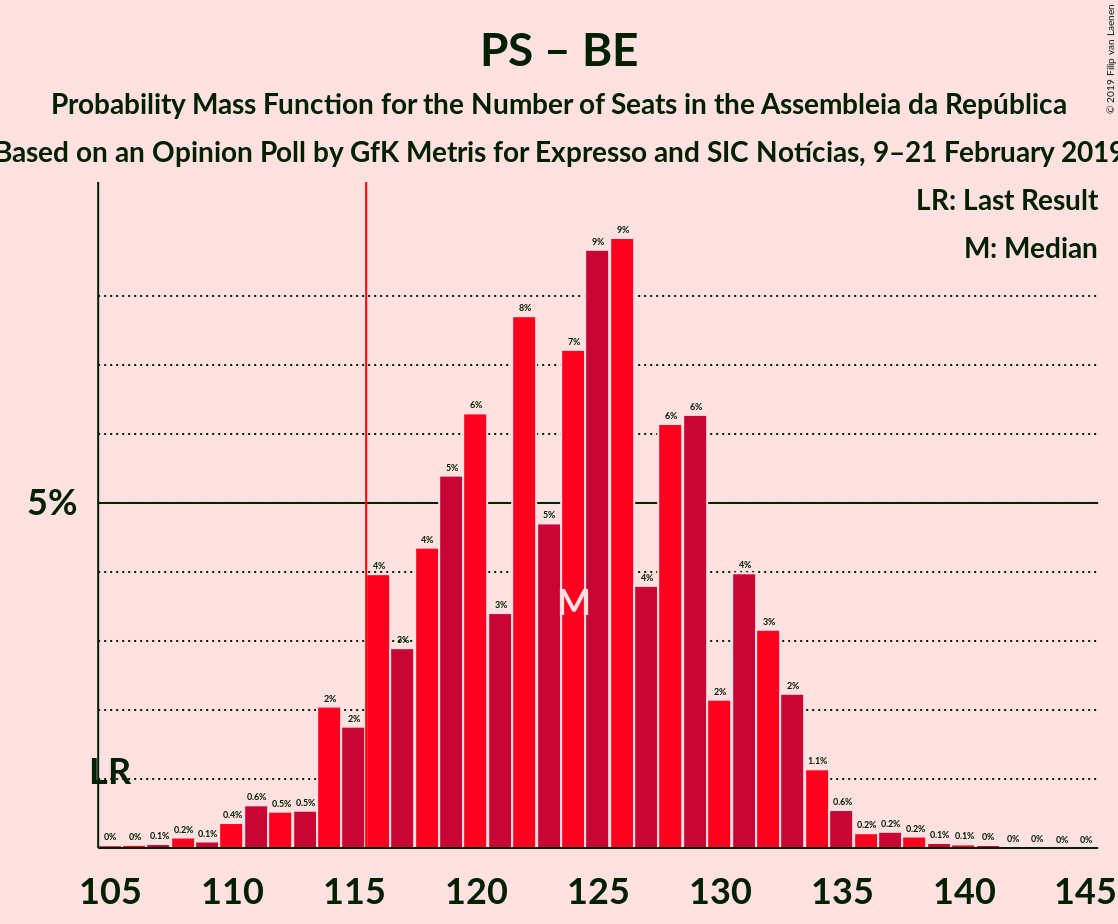 PS – BE
Probability Mass Function for the Number of Seats in the Assembleia da República
Based on an Opinion Poll by GfK Metris for Expresso and SIC Notícias, 9–21 February 2019
© 2019 Filip van Laenen
LR: Last Result
M: Median
5%
LR
M
0% 0% 0.1% 0.2% 0.1% 0.4% 0.6% 0.5% 0.5% 2% 2% 4% 3% 4% 5% 6% 3% 8% 5% 7% 9% 9% 4% 6% 6% 2% 4% 3% 2% 1.1% 0.6% 0.2% 0.2% 0.2% 0.1% 0.1% 0% 0% 0% 0% 0%
105 110 115 120 125 130 135 140 145